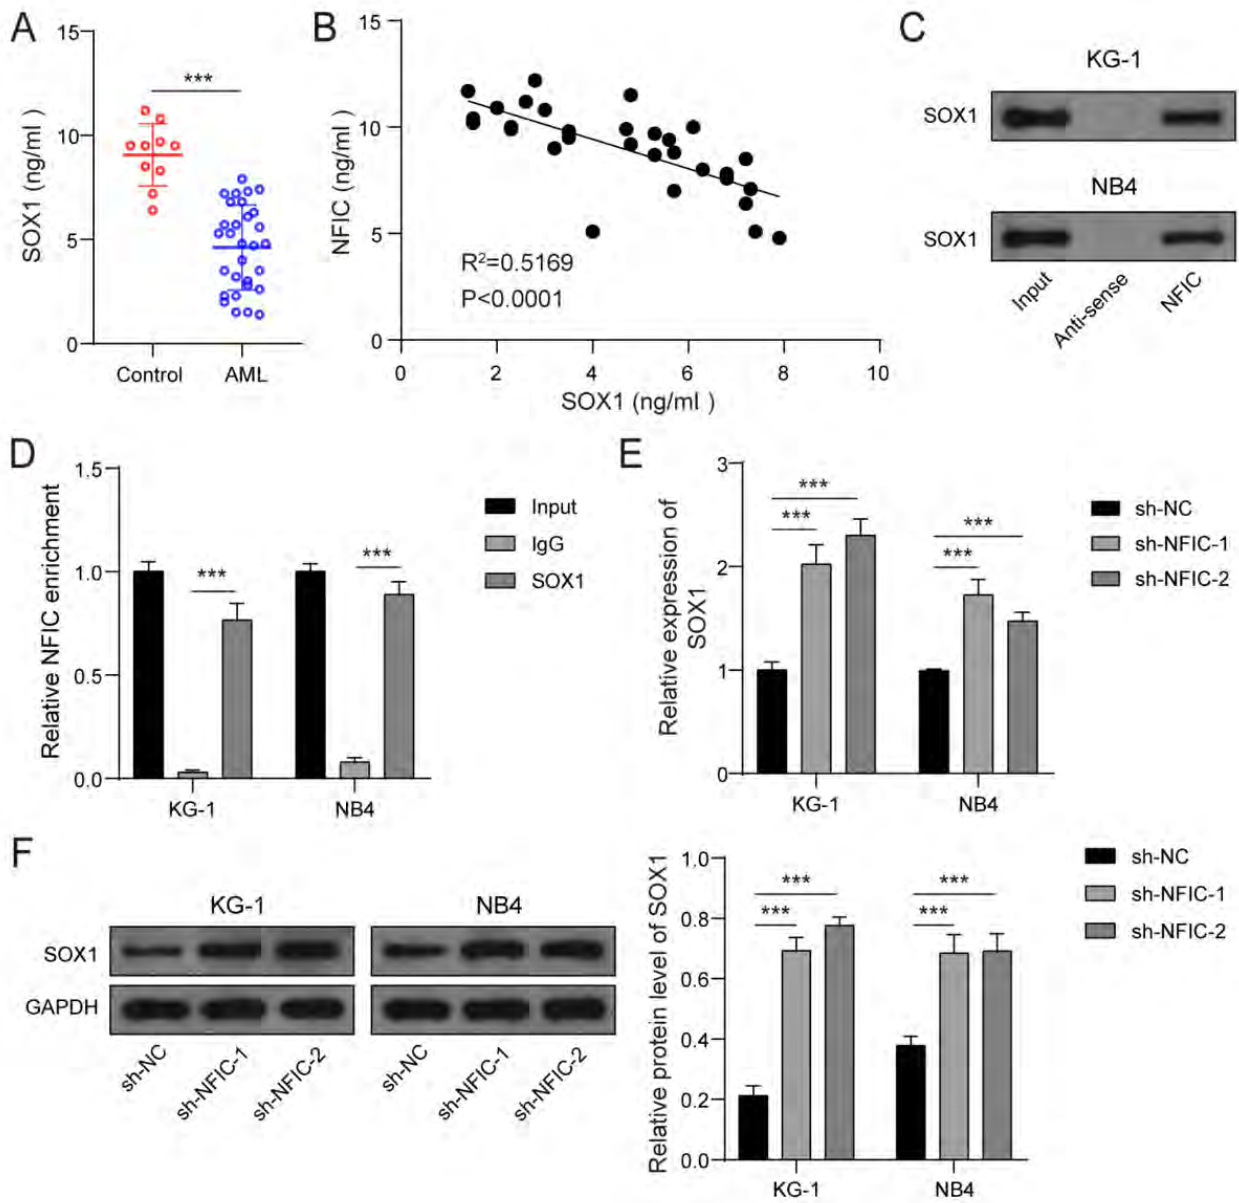 A
SOX1 (ng/ml )
15
10
5
0
***
Control
AML
B
NFIC (ng/ml )
15
10
5
0
R²=0.5169
P<0.0001
0
2
4
6
8
10
SOX1 (ng/ml )
C
KG-1
SOX1
NB4
SOX1
Input
Anti-sense
NFIC
D
Relative NFIC enrichment
1.5
1.0
0.5
0.0
***
***
KG-1
NB4
Input
IgG
SOX1
E
Relative expression of
SOX1
3
2
1
0
***
***
***
***
KG-1
NB4
sh-NC
sh-NFIC-1
sh-NFIC-2
F
KG-1
NB4
SOX1
GAPDH
sh-NC
sh-NFIC-1
sh-NFIC-2
sh-NC
sh-NFIC-1
sh-NFIC-2
Relative protein level of SOX1
1.0
0.8
0.6
0.4
0.2
0.0
***
***
***
***
KG-1
NB4
sh-NC
sh-NFIC-1
sh-NFIC-2